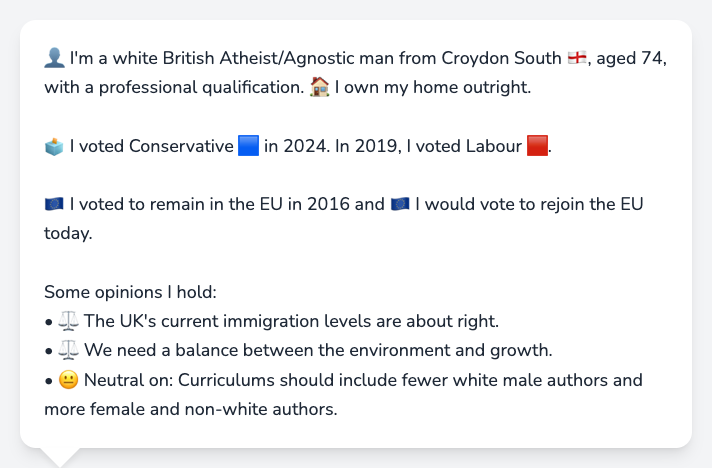 👤 I'm a white British Atheist/Agnostic man from Croydon South 🏴󠁧󠁢󠁥󠁮󠁧󠁿, aged 74,
with a professional qualification. 🏠 I own my home outright.
🗳️ I voted Conservative 🟦 in 2024. In 2019, I voted Labour 🟥.
🇪🇺 I voted to remain in the EU in 2016 and 🇪🇺 I would vote to rejoin the EU
today.
Some opinions I hold:
• ⚖️ The UK's current immigration levels are about right.
• ⚖️ We need a balance between the environment and growth.
• 😐 Neutral on: Curriculums should include fewer white male authors and
more female and non-white authors.